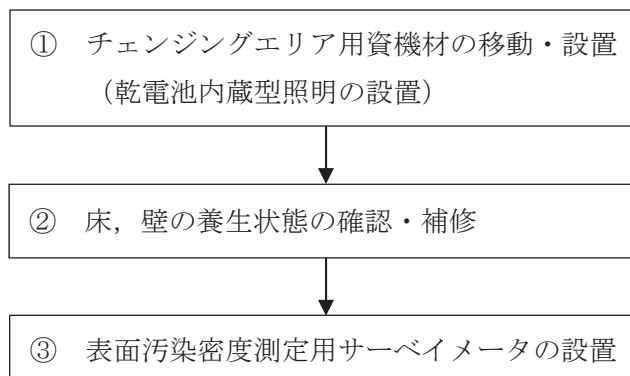 ① チェンジングエリア用資機材の移動・設置
（乾電池内蔵型照明の設置）
② 床，壁の養生状態の確認・補修
③ 表面汚染密度測定用サーベイメータの設置